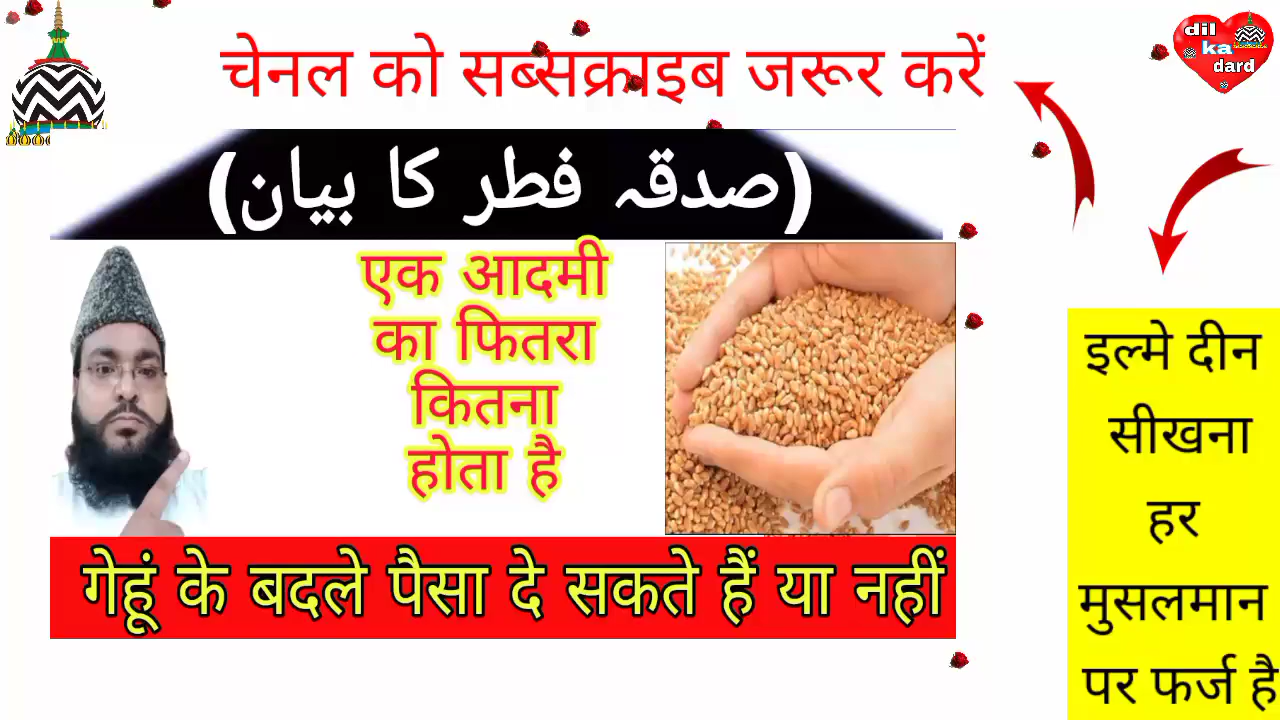 चेनल को सब्सक्राइब जरूर करें
dil
ka
dard
(صدقہ فطر کا بیان)
एक आदमी
का फितरा
कितना
होता है
गेहूं के बदले पैसा दे सकते हैं या नहीं
इल्मे दीन
सीखना
हर
मुसलमान
पर फर्ज है